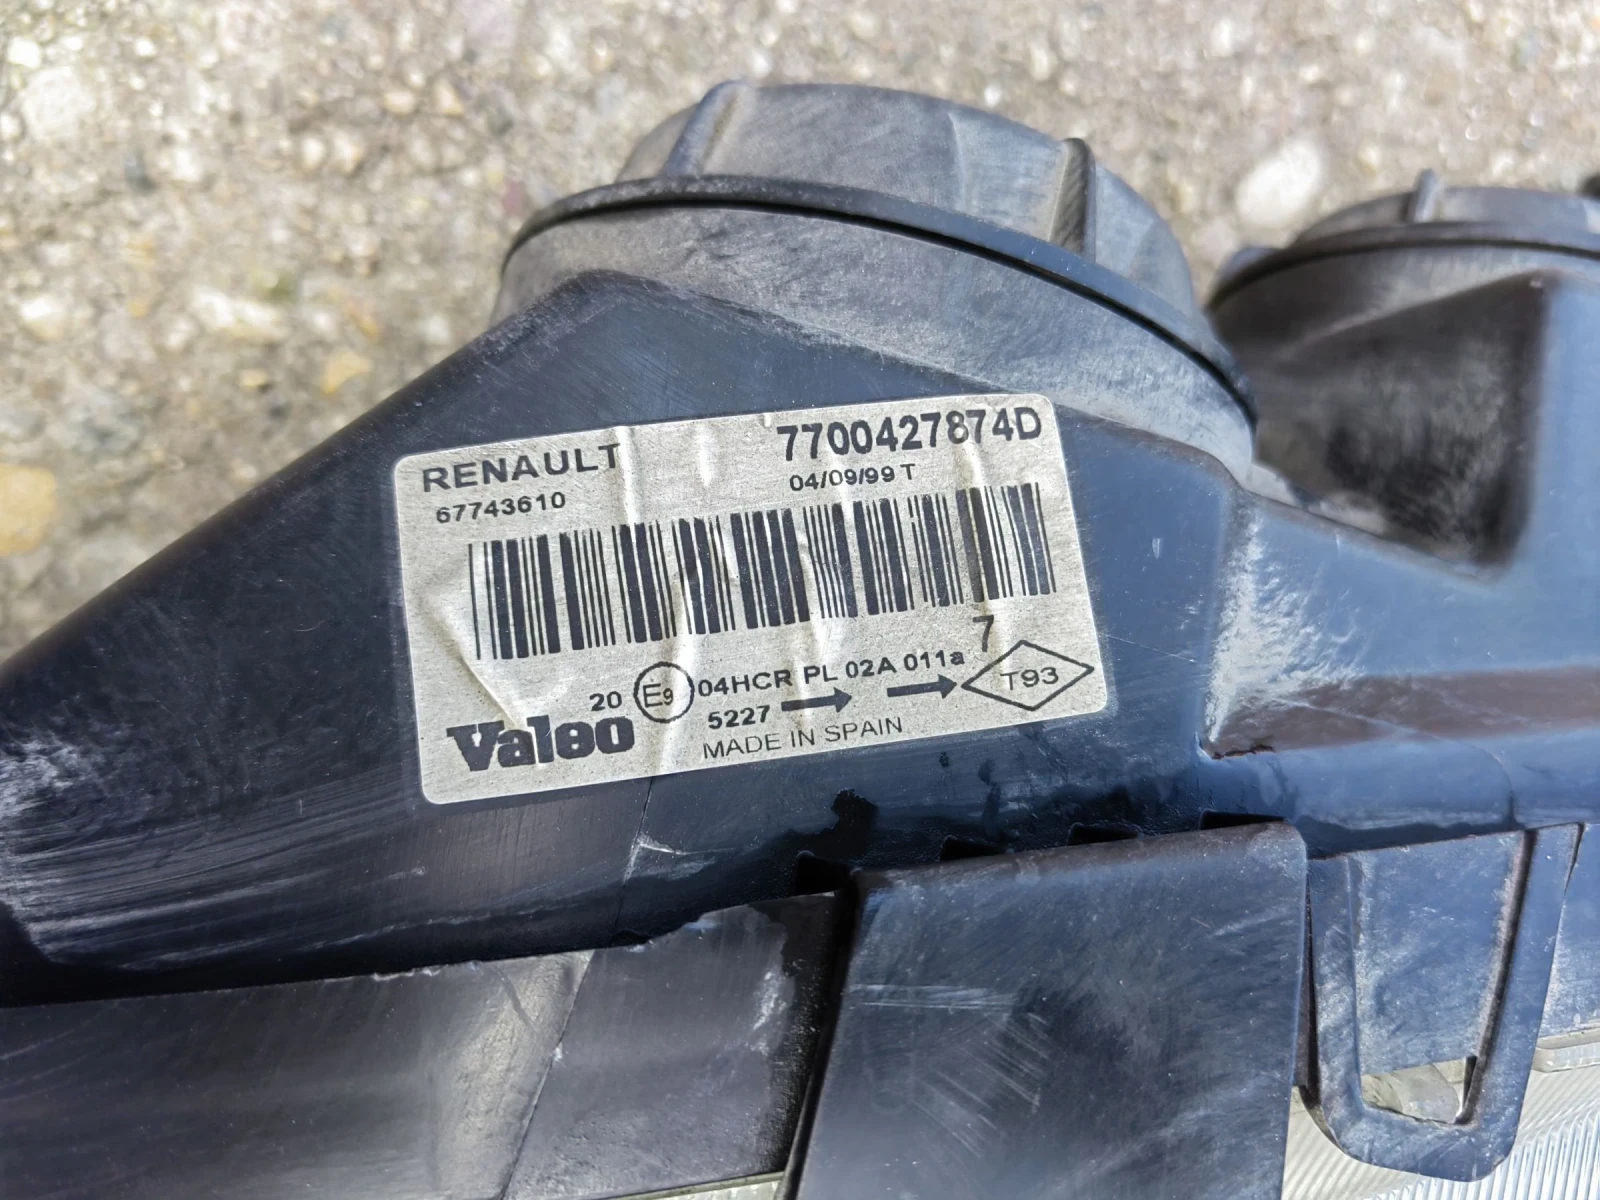 RENAULT 7700427874D
67743610 04/09/99 T
7
20 E9 04HCR PL 02A 011a
5227 T93
Valeo MADE IN SPAIN